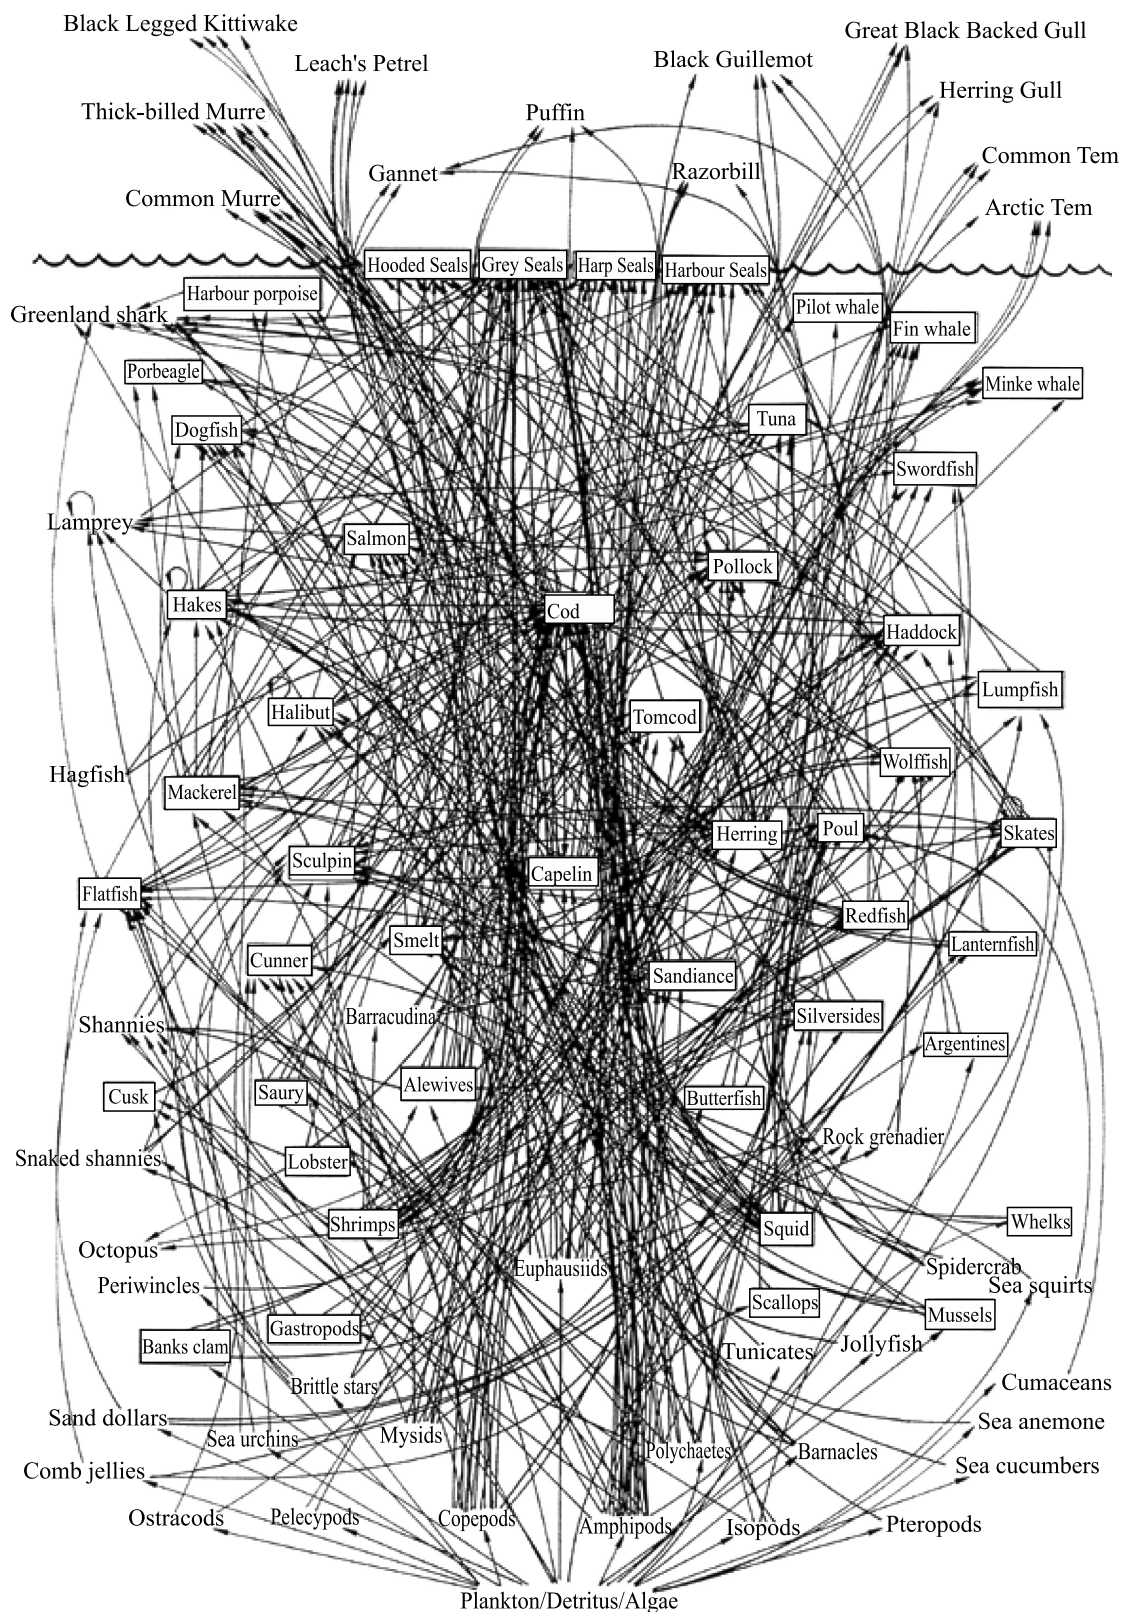 Black Legged Kittiwake
Great Black Backed Gull
Leach's Petrel
Black Guillemot
Herring Gull
Thick-billed Murre
Puffin
Common Tem
Gannet
Razorbill
Common Murre
Arctic Tem
Hooded Seals
Grey Seals
Harp Seals
Harbour Seals
Harbour porpoise
Pilot whale
Greenland shark
Fin whale
Porbeagle
Minke whale
Tuna
Dogfish
Swordfish
Lamprey
Salmon
Pollock
Hakes
Cod
Haddock
Lumpfish
Halibut
Tomcod
Wolffish
Hagfish
Mackerel
Herring
Poul
Skates
Sculpin
Capelin
Flatfish
Redfish
Smelt
Lanternfish
Cunner
Sandiance
Barracudina
Silversides
Shannies
Argentines
Cusk
Saury
Alewives
Butterfish
Rock grenadier
Snaked shannies
Lobster
Shrimps
Squid
Whelks
Octopus
Euphausiids
Spidercrab
Periwincles
Sea squirts
Scallops
Mussels
Gastropods
Banks clam
Jollyfish
Tunicates
Brittle stars
Cumaceans
Sand dollars
Sea anemone
Mysids
Sea urchins
Polychaetes
Barnacles
Comb jellies
Sea cucumbers
Ostracods
Pelecypods
Copepods
Amphipods
Isopods
Pteropods
Plankton/Detritus/Algae